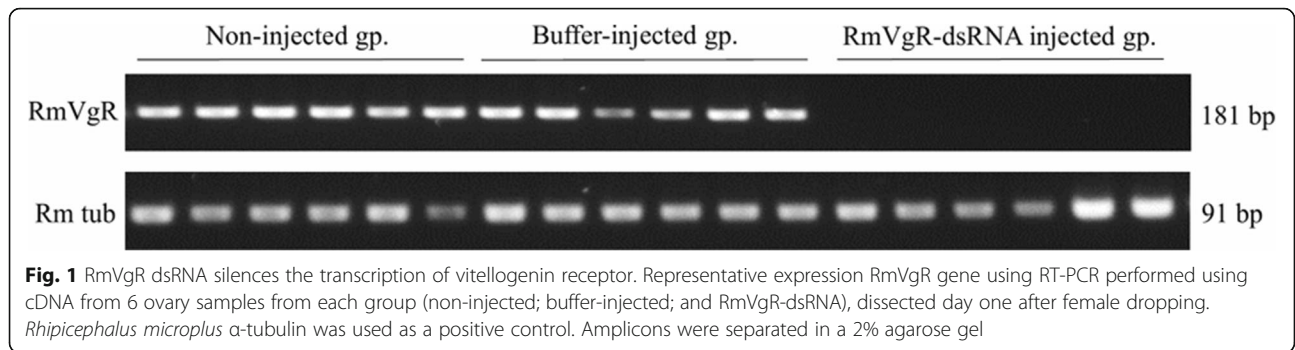 Non-injected gp. Buffer-injected gp. RmVgR-dsRNA injected gp.
RmVgR 181 bp
Rm tub 91 bp
Fig. 1 RmVgR dsRNA silences the transcription of vitellogenin receptor. Representative expression RmVgR gene using RT-PCR performed using
cDNA from 6 ovary samples from each group (non-injected; buffer-injected; and RmVgR-dsRNA), dissected day one after female dropping.
Rhipicephalus microplus α-tubulin was used as a positive control. Amplicons were separated in a 2% agarose gel